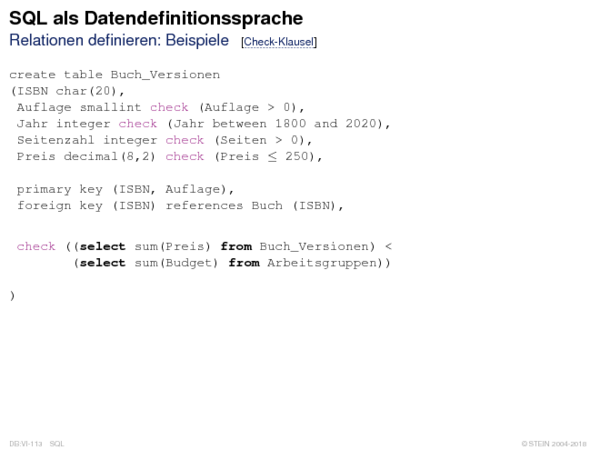 SQL als Datendefinitionssprache
Relationen definieren: Beispiele [Check-Klausel]
create table Buch_Versionen
(ISBN char(20),
Auflage smallint check (Auflage > 0),
Jahr integer check (Jahr between 1800 and 2020),
Seitenzahl integer check (Seiten > 0),
Preis decimal(8,2) check (Preis ≤ 250),
primary key (ISBN, Auflage),
foreign key (ISBN) references Buch (ISBN),
check ((select sum(Preis) from Buch_Versionen) <
(select sum(Budget) from Arbeitsgruppen))
)
DB:VI-113 SQL © STEIN 2004-2018